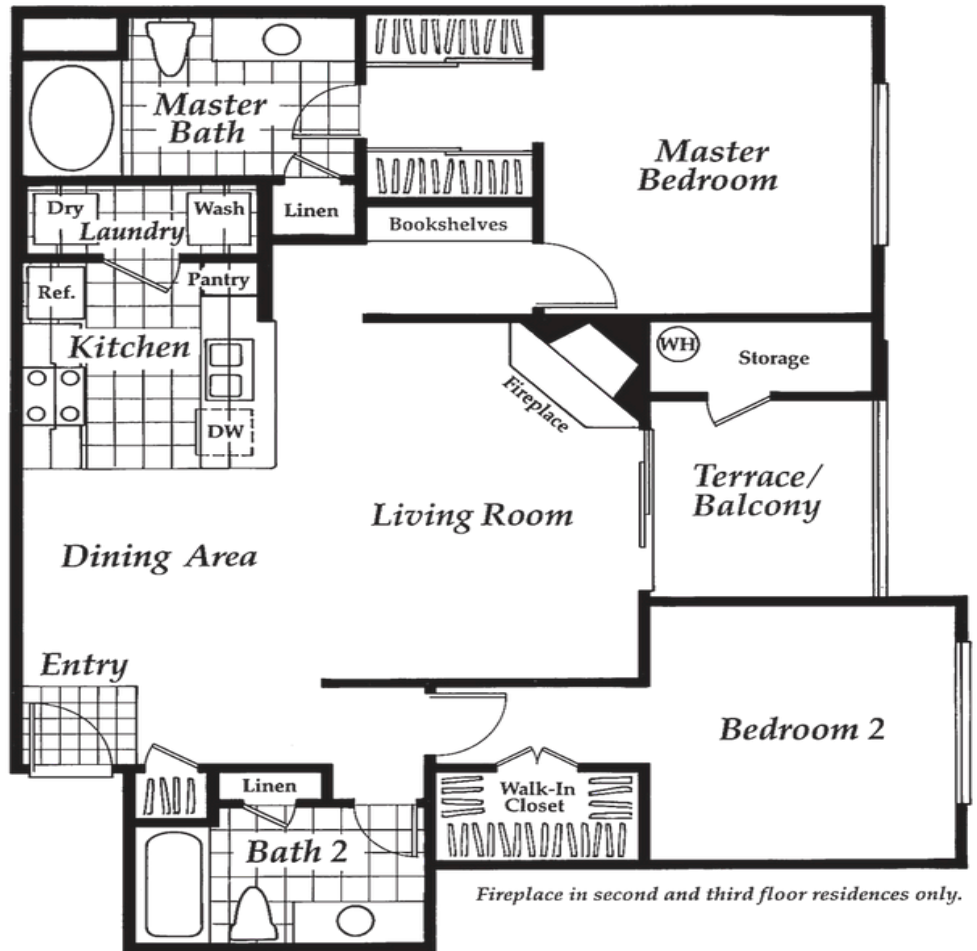 Master
Bath
Master
Bedroom
Dry
Wash
Laundry
Linen
Bookshelves
Ref.
Pantry
Kitchen
DW
Fireplace
WH
Storage
Terrace/
Balcony
Living Room
Dining Area
Entry
Bedroom 2
Linen
Walk-In
Closet
Bath 2
Fireplace in second and third floor residences only.